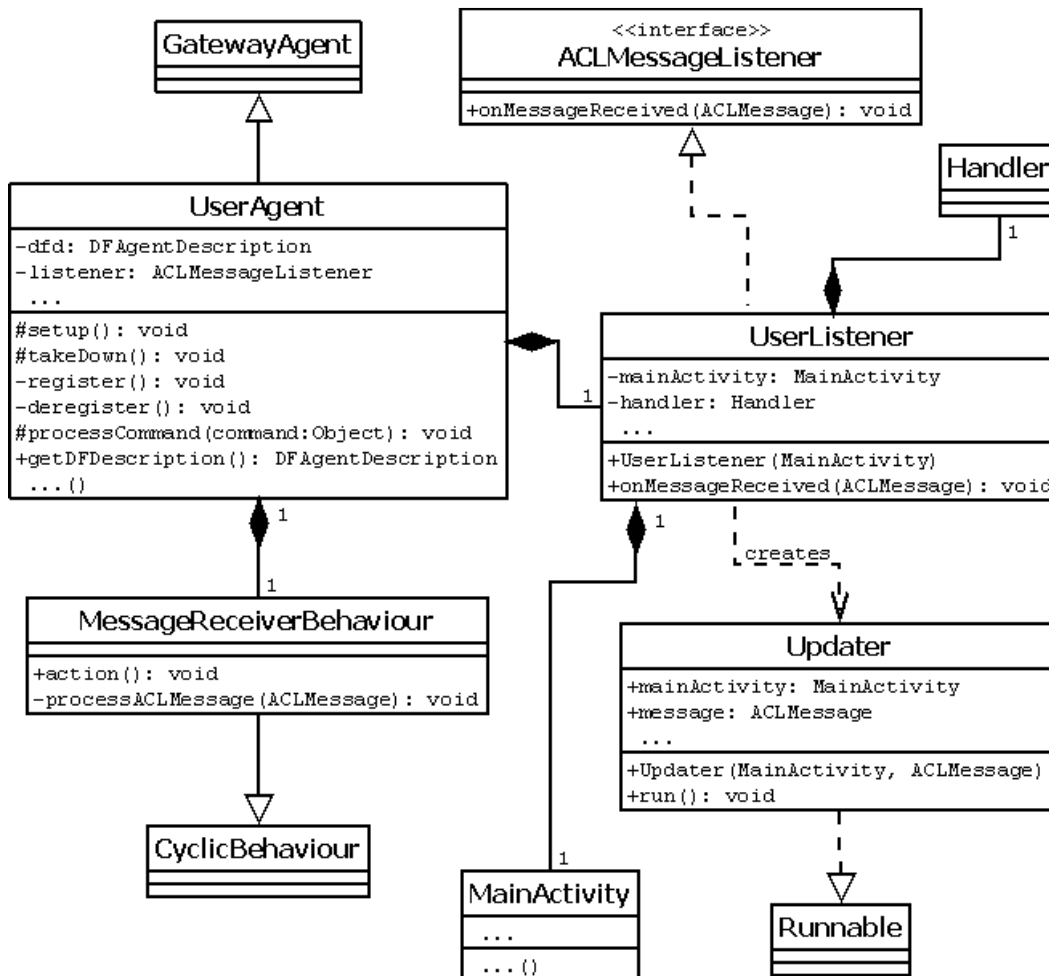 GatewayAgent
<<interface>>
ACLMessageListener
+onMessageReceived(ACLMessage): void
Handler
1
UserAgent
-dfd: DFAgentDescription
-listener: ACLMessageListener
...
#setup(): void
#takeDown(): void
-register(): void
-deregister(): void
#processCommand(command:Object): void
+getDFDescription(): DFAgentDescription
...()
1
1
UserListener
-mainActivity: MainActivity
-handler: Handler
...
+UserListener(MainActivity)
+onMessageReceived(ACLMessage): void
1
1
creates
MessageReceiverBehaviour
+action(): void
-processACLMessage(ACLMessage): void
Updater
+mainActivity: MainActivity
+message: ACLMessage
...
+Updater(MainActivity, ACLMessage)
+run(): void
CyclicBehaviour
1
MainActivity
...
...()
Runnable